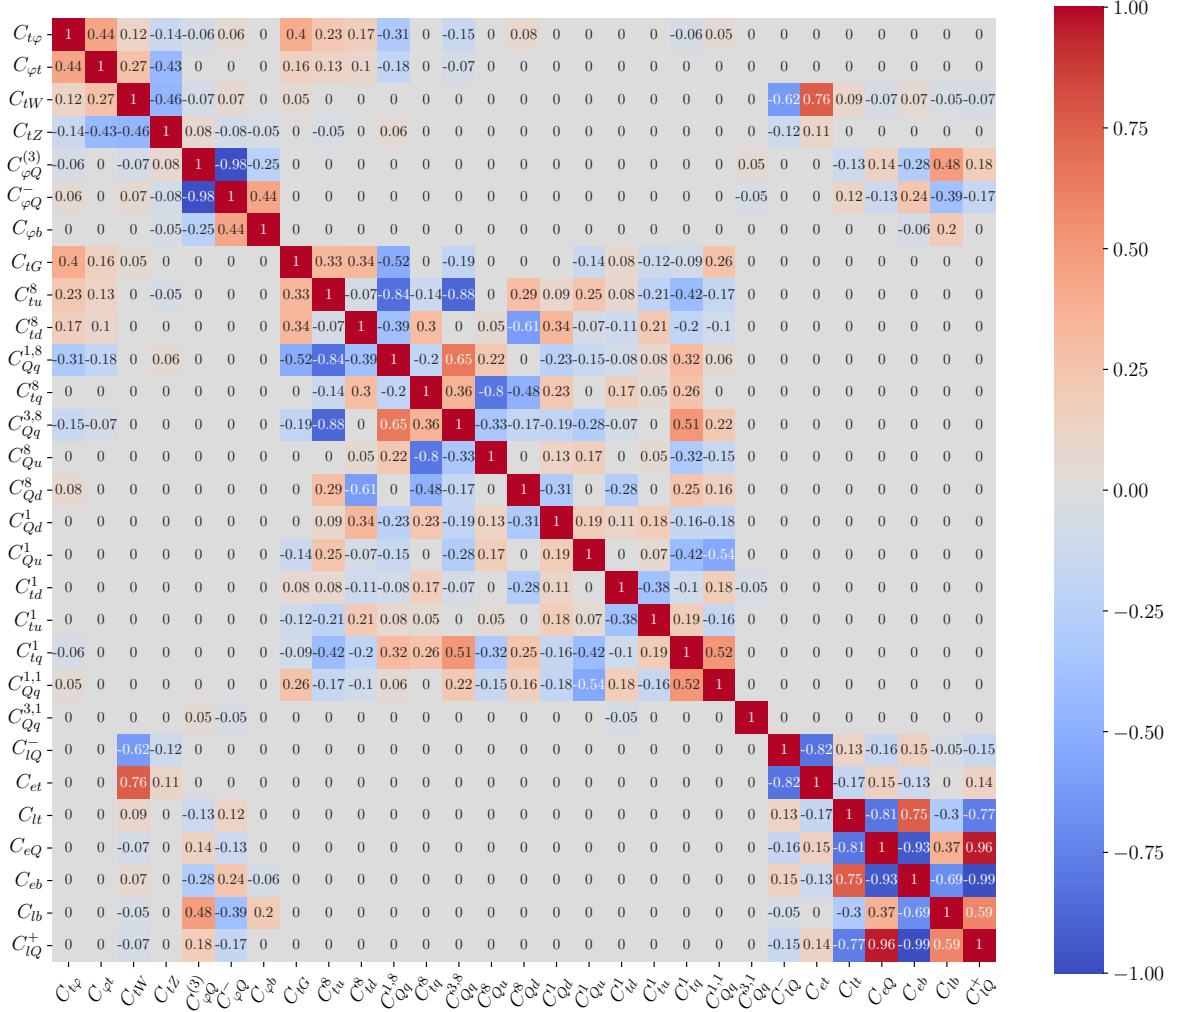 C_{tφ} 1 0.44 0.12 -0.14 -0.06 0.06 0 0.4 0.23 0.17 -0.31 0 -0.15 0 0.08 0 0 0 0 -0.06 0.05 0 0 0 0 0 0 0 0
C_{φt} 0.44 1 0.27 -0.43 0 0 0 0.16 0.13 0.1 -0.18 0 -0.07 0 0 0 0 0 0 0 0 0 0 0 0 0 0 0 0
C_{tW} 0.12 0.27 1 -0.46 -0.07 0.07 0 0.05 0 0 0 0 0 0 0 0 0 0 0 0 0 0 -0.62 0.76 0.09 -0.07 0.07 -0.05 -0.07
C_{tZ} -0.14 -0.43 -0.46 1 0.08 -0.08 -0.05 0 -0.05 0 0.06 0 0 0 0 0 0 0 0 0 0 0 -0.12 0.11 0 0 0 0 0
C_{φQ}^{(3)} -0.06 0 -0.07 0.08 1 -0.98 -0.25 0 0 0 0 0 0 0 0 0 0 0 0 0 0 0.05 0 0 -0.13 0.14 -0.28 0.48 0.18
C_{φQ}^{-} 0.06 0 0.07 -0.08 -0.98 1 0.44 0 0 0 0 0 0 0 0 0 0 0 0 0 0 -0.05 0 0 0.12 -0.13 0.24 -0.39 -0.17
C_{φb} 0 0 0 -0.05 -0.25 0.44 1 0 0 0 0 0 0 0 0 0 0 0 0 0 0 0 0 0 0 0 -0.06 0.2 0
C_{tG} 0.4 0.16 0.05 0 0 0 0 1 0.33 0.34 -0.52 0 -0.19 0 0 0 -0.14 0.08 -0.12 -0.09 0.26 0 0 0 0 0 0 0 0
C_{tu}^{8} 0.23 0.13 0 -0.05 0 0 0 0.33 1 -0.07 -0.84 -0.14 -0.88 0 0.29 0.09 0.25 0.08 -0.21 -0.42 -0.17 0 0 0 0 0 0 0 0
C_{td}^{8} 0.17 0.1 0 0 0 0 0 0.34 -0.07 1 -0.39 0.3 0 0.05 -0.61 0.34 -0.07 -0.11 0.21 -0.2 -0.1 0 0 0 0 0 0 0 0
C_{Qq}^{1,8} -0.31 -0.18 0 0.06 0 0 0 -0.52 -0.84 -0.39 1 -0.2 0.65 0.22 0 -0.23 -0.15 -0.08 0.08 0.32 0.06 0 0 0 0 0 0 0 0
C_{tq}^{8} 0 0 0 0 0 0 0 0 -0.14 0.3 -0.2 1 0.36 -0.8 -0.48 0.23 0 0.17 0.05 0.26 0 0 0 0 0 0 0 0 0
C_{Qq}^{3,8} -0.15 -0.07 0 0 0 0 0 -0.19 -0.88 0 0.65 0.36 1 -0.33 -0.17 -0.19 -0.28 -0.07 0 0.51 0.22 0 0 0 0 0 0 0 0
C_{Qu}^{8} 0 0 0 0 0 0 0 0 0 0.05 0.22 -0.8 -0.33 1 0 0.13 0.17 0 0.05 -0.32 -0.15 0 0 0 0 0 0 0 0
C_{Qd}^{8} 0.08 0 0 0 0 0 0 0 0.29 -0.61 0 -0.48 -0.17 0 1 -0.31 0 -0.28 0 0.25 0.16 0 0 0 0 0 0 0 0
C_{Qd}^{1} 0 0 0 0 0 0 0 0 0.09 0.34 -0.23 0.23 -0.19 0.13 -0.31 1 0.19 0.11 0.18 -0.16 -0.18 0 0 0 0 0 0 0 0
C_{Qu}^{1} 0 0 0 0 0 0 0 -0.14 0.25 -0.07 -0.15 0 -0.28 0.17 0 0.19 1 0 0.07 -0.42 -0.54 0 0 0 0 0 0 0 0
C_{td}^{1} 0 0 0 0 0 0 0 0.08 0.08 -0.11 -0.08 0.17 -0.07 0 -0.28 0.11 0 1 -0.38 -0.1 0.18 -0.05 0 0 0 0 0 0 0
C_{tu}^{1} 0 0 0 0 0 0 0 -0.12 -0.21 0.21 0.08 0.05 0 0.05 0 0.18 0.07 -0.38 1 0.19 -0.16 0 0 0 0 0 0 0 0
C_{tq}^{1} -0.06 0 0 0 0 0 0 -0.09 -0.42 -0.2 0.32 0.26 0.51 -0.32 0.25 -0.16 -0.42 -0.1 0.19 1 0.52 0 0 0 0 0 0 0 0
C_{Qq}^{1,1} 0.05 0 0 0 0 0 0 0.26 -0.17 -0.1 0.06 0 0.22 -0.15 0.16 -0.18 -0.54 0.18 -0.16 0.52 1 0 0 0 0 0 0 0 0
C_{Qq}^{3,1} 0 0 0 0 0.05 -0.05 0 0 0 0 0 0 0 0 0 0 0 -0.05 0 0 0 1 0 0 0 0 0 0 0
C_{lQ}^{-} 0 0 -0.62 -0.12 0 0 0 0 0 0 0 0 0 0 0 0 0 0 0 0 0 0 1 -0.82 0.13 -0.16 0.15 -0.05 -0.15
C_{et} 0 0 0.76 0.11 0 0 0 0 0 0 0 0 0 0 0 0 0 0 0 0 0 0 -0.82 1 -0.17 0.15 -0.13 0 0.14
C_{lt} 0 0 0.09 0 -0.13 0.12 0 0 0 0 0 0 0 0 0 0 0 0 0 0 0 0 0.13 -0.17 1 -0.81 0.75 -0.3 -0.77
C_{eQ} 0 0 -0.07 0 0.14 -0.13 0 0 0 0 0 0 0 0 0 0 0 0 0 0 0 0 -0.16 0.15 -0.81 1 -0.93 0.37 0.96
C_{eb} 0 0 0.07 0 -0.28 0.24 -0.06 0 0 0 0 0 0 0 0 0 0 0 0 0 0 0 0.15 -0.13 0.75 -0.93 1 -0.69 -0.99
C_{lb} 0 0 -0.05 0 0.48 -0.39 0.2 0 0 0 0 0 0 0 0 0 0 0 0 0 0 0 -0.05 0 -0.3 0.37 -0.69 1 0.59
C_{lQ}^{+} 0 0 -0.07 0 0.18 -0.17 0 0 0 0 0 0 0 0 0 0 0 0 0 0 0 0 -0.15 0.14 -0.77 0.96 -0.99 0.59 1
C_{tφ} C_{φt} C_{tW} C_{tZ} C_{φQ}^{(3)} C_{φQ}^{-} C_{φb} C_{tG} C_{tu}^{8} C_{td}^{8} C_{Qq}^{1,8} C_{tq}^{8} C_{Qq}^{3,8} C_{Qu}^{8} C_{Qd}^{8} C_{Qd}^{1} C_{Qu}^{1} C_{td}^{1} C_{tu}^{1} C_{tq}^{1} C_{Qq}^{1,1} C_{Qq}^{3,1} C_{lQ}^{-} C_{et} C_{lt} C_{eQ} C_{eb} C_{lb} C_{lQ}^{+}
1.00
0.75
0.50
0.25
0.00
−0.25
−0.50
−0.75
−1.00